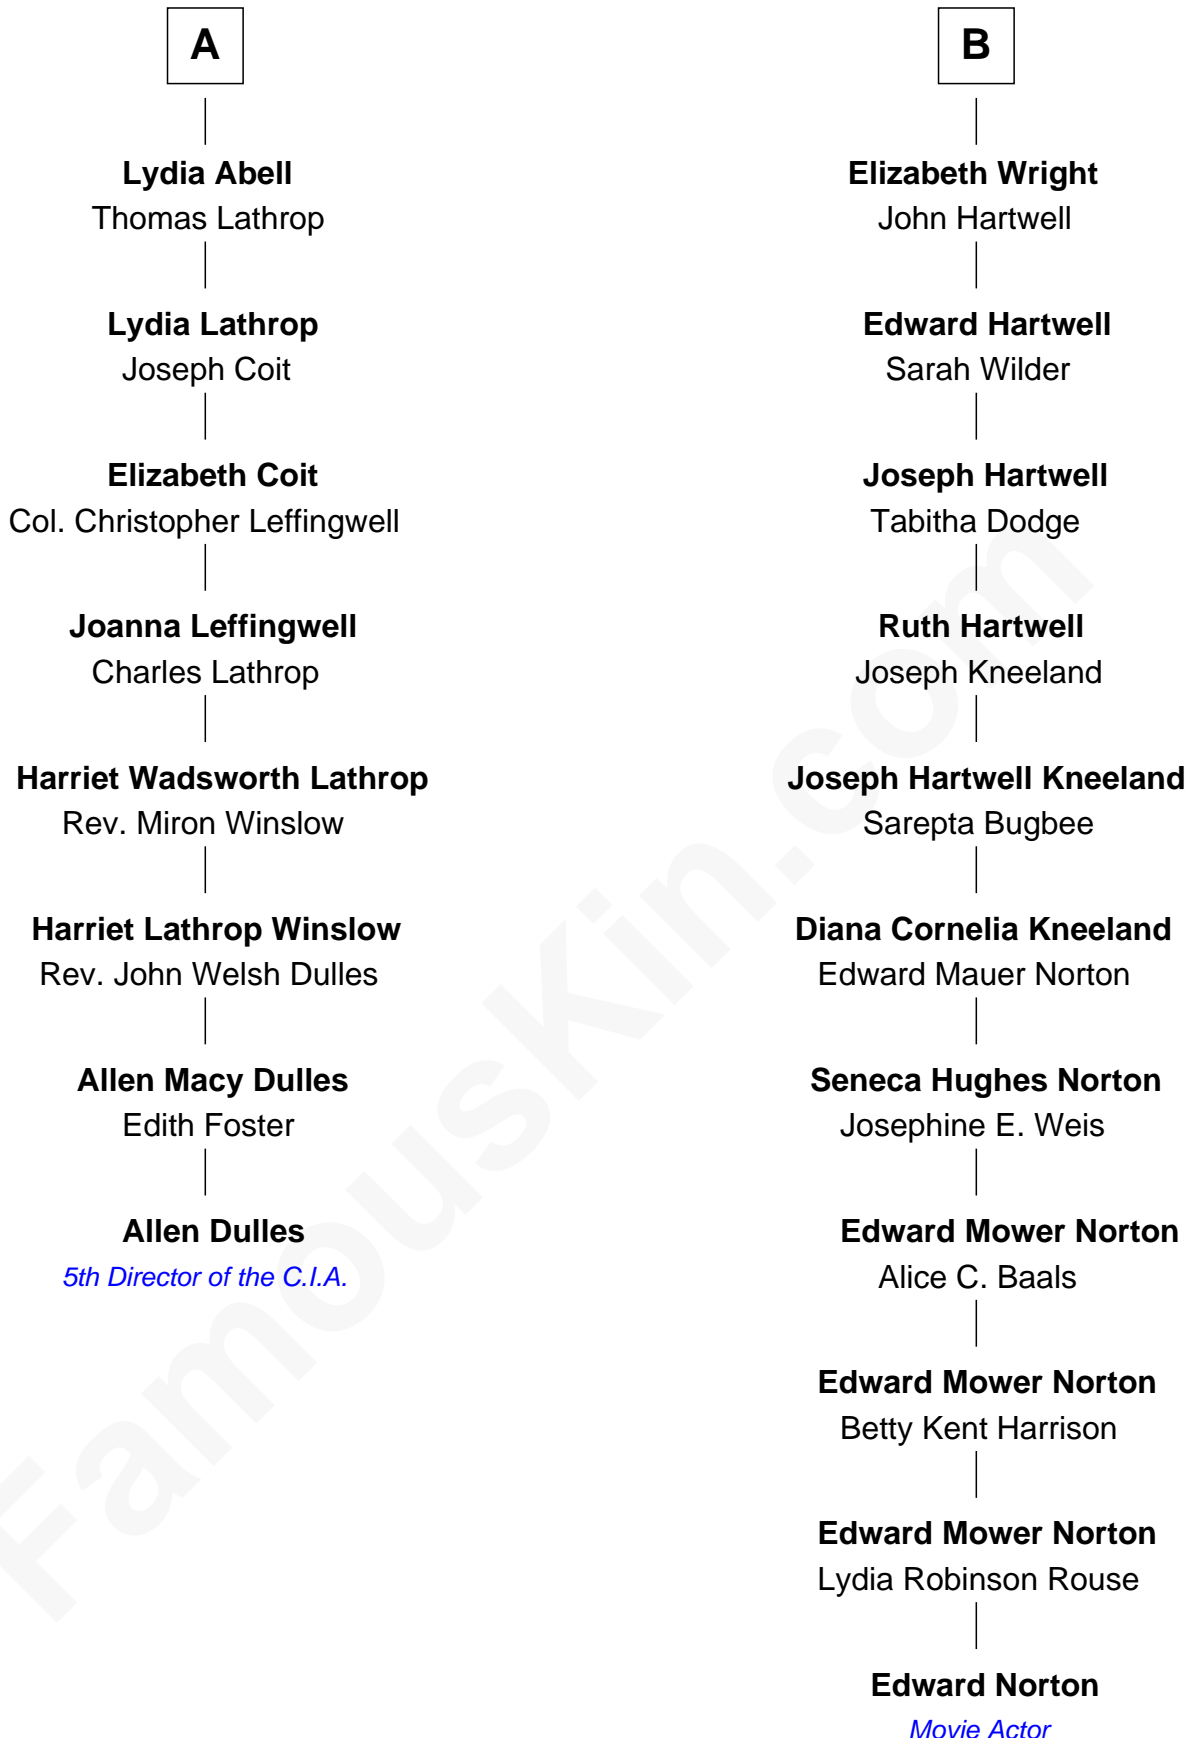 A
Lydia Abell
Thomas Lathrop
Lydia Lathrop
Joseph Coit
Elizabeth Coit
Col. Christopher Leffingwell
Joanna Leffingwell
Charles Lathrop
Harriet Wadsworth Lathrop
Rev. Miron Winslow
Harriet Lathrop Winslow
Rev. John Welsh Dulles
Allen Macy Dulles
Edith Foster
Allen Dulles
5th Director of the C.I.A.
B
Elizabeth Wright
John Hartwell
Edward Hartwell
Sarah Wilder
Joseph Hartwell
Tabitha Dodge
Ruth Hartwell
Joseph Kneeland
Joseph Hartwell Kneeland
Sarepta Bugbee
Diana Cornelia Kneeland
Edward Mauer Norton
Seneca Hughes Norton
Josephine E. Weis
Edward Mower Norton
Alice C. Baals
Edward Mower Norton
Betty Kent Harrison
Edward Mower Norton
Lydia Robinson Rouse
Edward Norton
Movie Actor
FamousKin.com